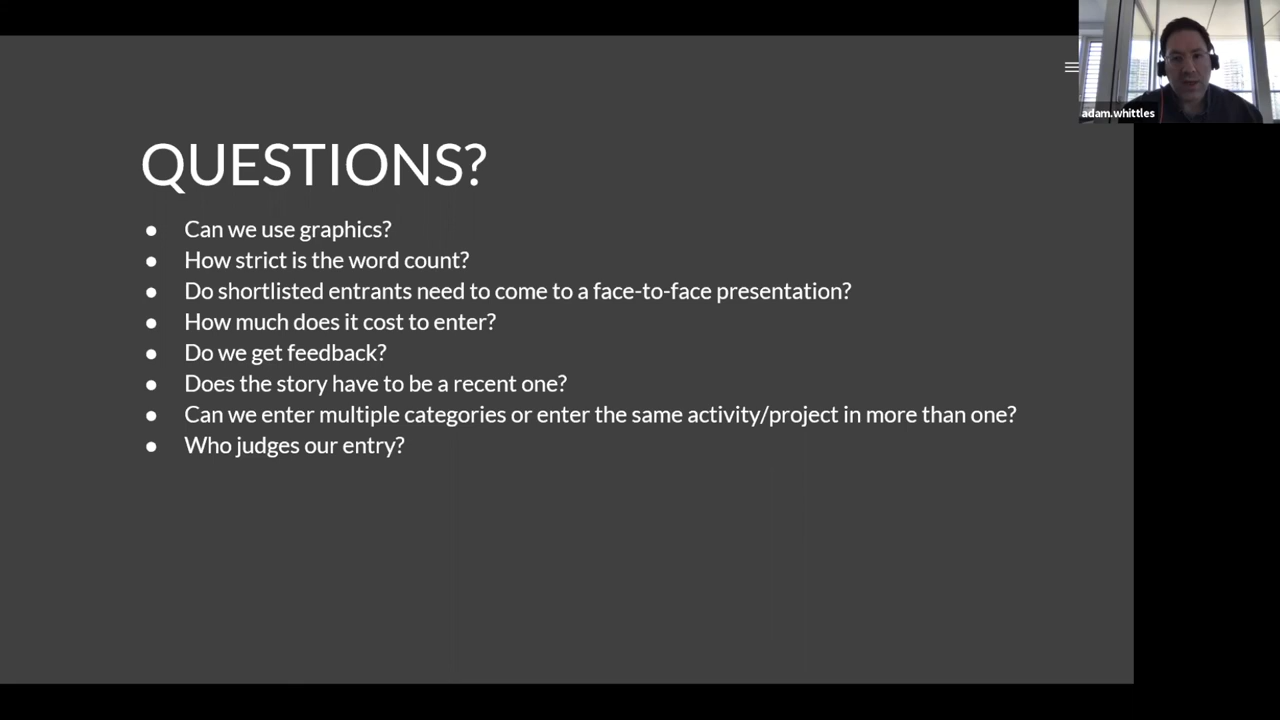 adam.whittles
QUESTIONS?
● Can we use graphics?
● How strict is the word count?
● Do shortlisted entrants need to come to a face-to-face presentation?
● How much does it cost to enter?
● Do we get feedback?
● Does the story have to be a recent one?
● Can we enter multiple categories or enter the same activity/project in more than one?
● Who judges our entry?